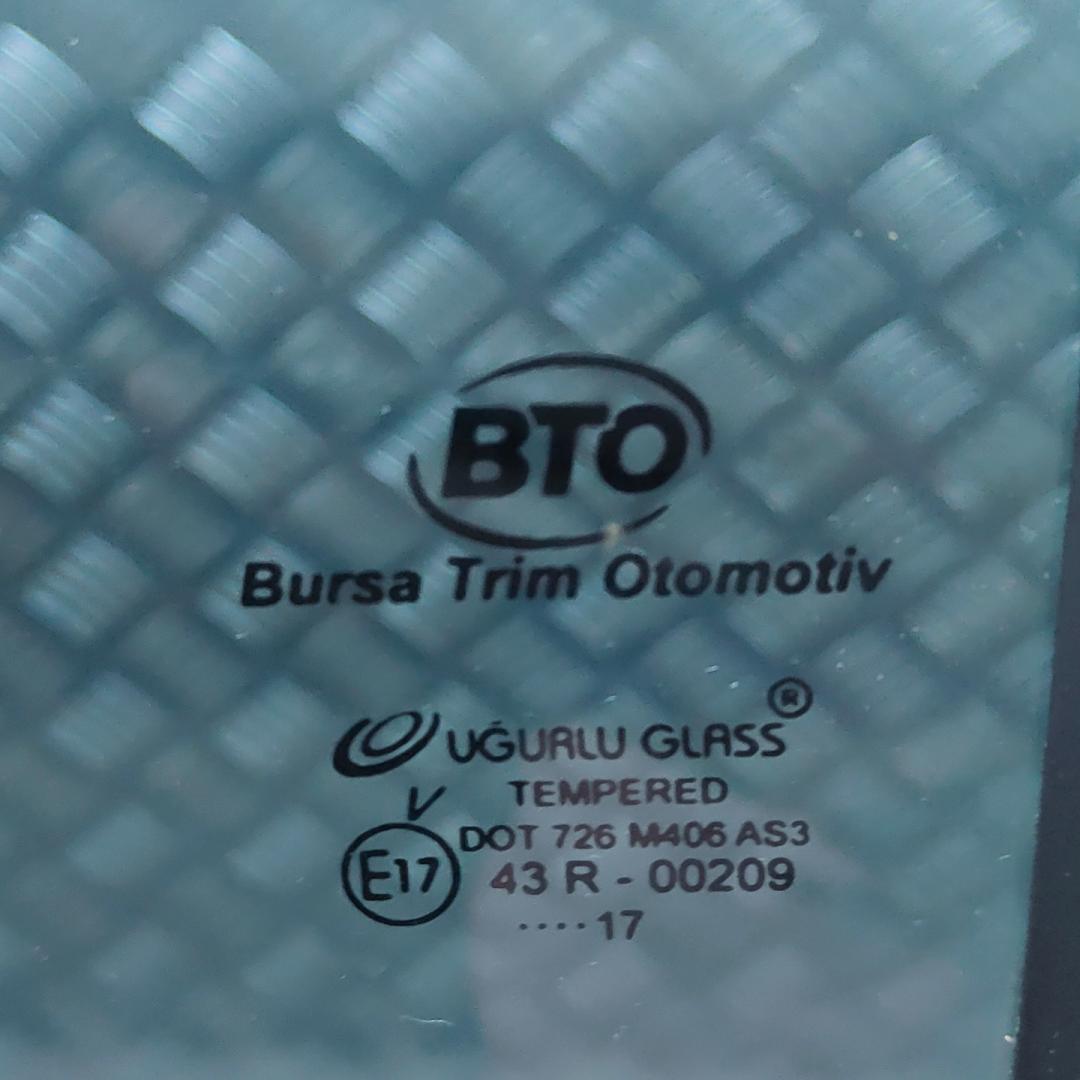 BTO
Bursa Trim Otomotiv
UĞURLU GLASS ®
V TEMPERED
DOT 726 M406 AS3
E17 43 R - 00209
....17